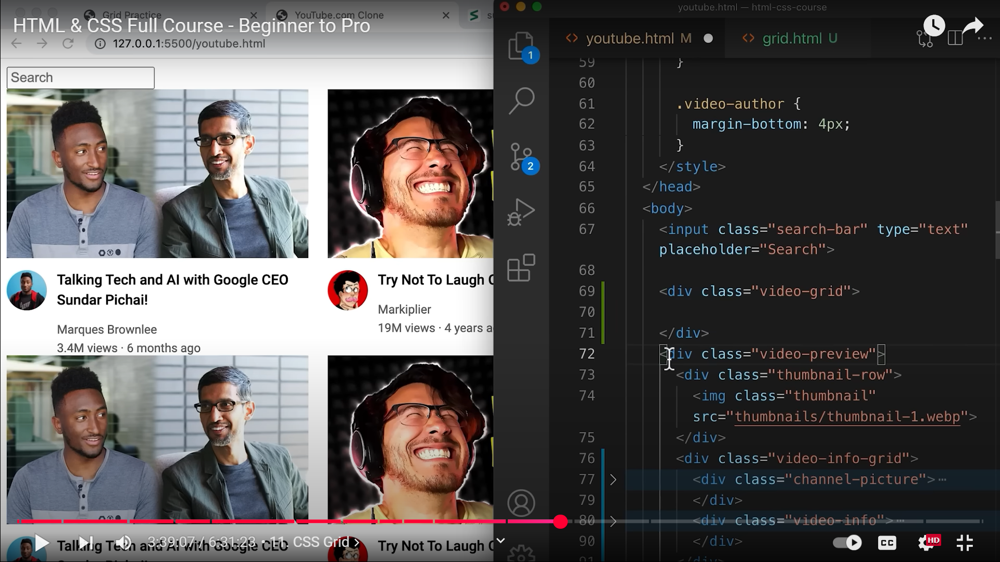 Grid Practice
YouTube.com Clone
HTML & CSS Full Course - Beginner to Pro
127.0.0.1:5500/youtube.html
Search
Talking Tech and AI with Google CEO
Sundar Pichai!
Marques Brownlee
3.4M views · 6 months ago
Try Not To Laugh
Markiplier
19M views · 4 years
Talking Tech and AI with Google CEO
Try Not To Laugh
3:39:07 / 6:31:23 • 11. CSS Grid
youtube.html — html-css-course
youtube.html M
grid.html U
1
2
59 }
60
61 .video-author {
62 margin-bottom: 4px;
63 }
64 </style>
65 </head>
66 <body>
67 <input class="search-bar" type="text"
placeholder="Search">
68
69 <div class="video-grid">
70
71 </div>
72 <div class="video-preview">
73 <div class="thumbnail-row">
74 <img class="thumbnail"
src="thumbnails/thumbnail-1.webp">
75 </div>
76 <div class="video-info-grid">
77 <div class="channel-picture">…
79 </div>
80 <div class="video-info">…
90 </div>
91 </div>
CC
HD